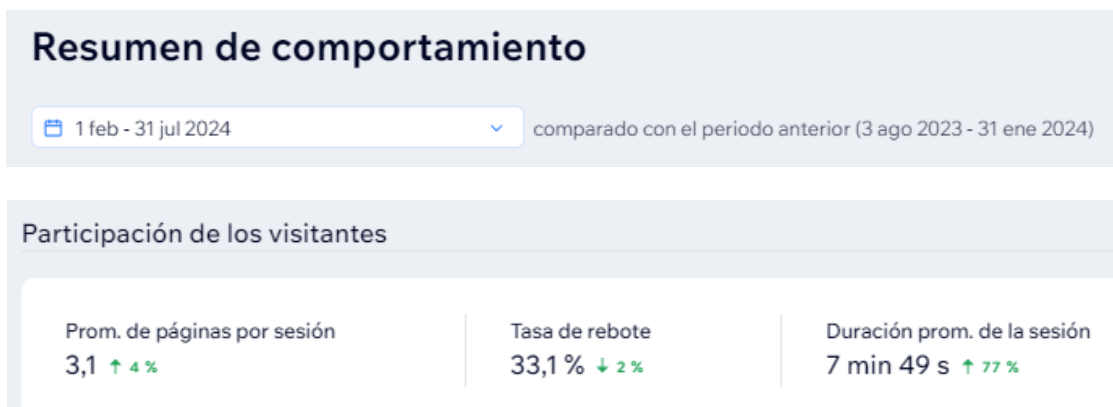 Resumen de comportamiento
1 feb - 31 jul 2024 comparado con el periodo anterior (3 ago 2023 - 31 ene 2024)
Participación de los visitantes
Prom. de páginas por sesión Tasa de rebote Duración prom. de la sesión
3,1 ↑ 4 % 33,1 % ↓ 2 % 7 min 49 s ↑ 77 %